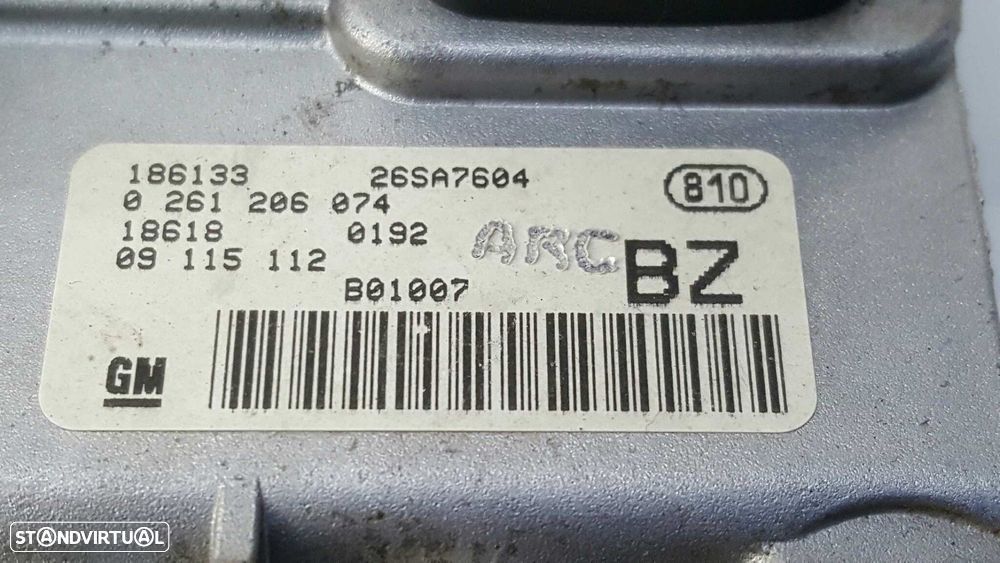 186133 26SA7604 810
0 261 206 074
18618 0192 ARC BZ
09 115 112
B01007
GM
STANDVIRTUAL